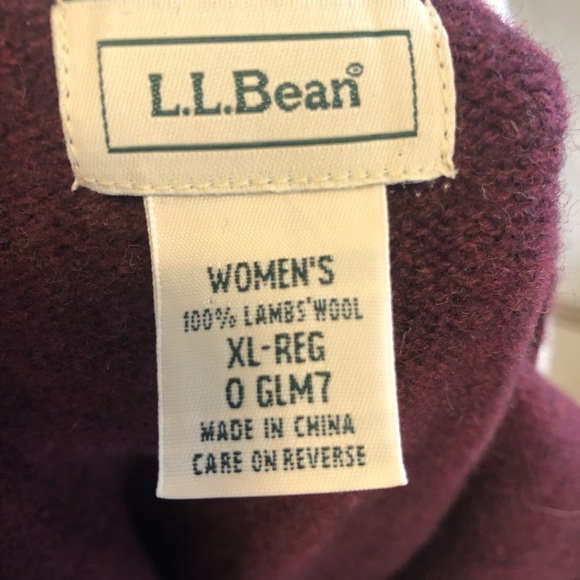 L.L.Bean®
WOMEN'S
100% LAMBS' WOOL
XL-REG
0 GLM7
MADE IN CHINA
CARE ON REVERSE